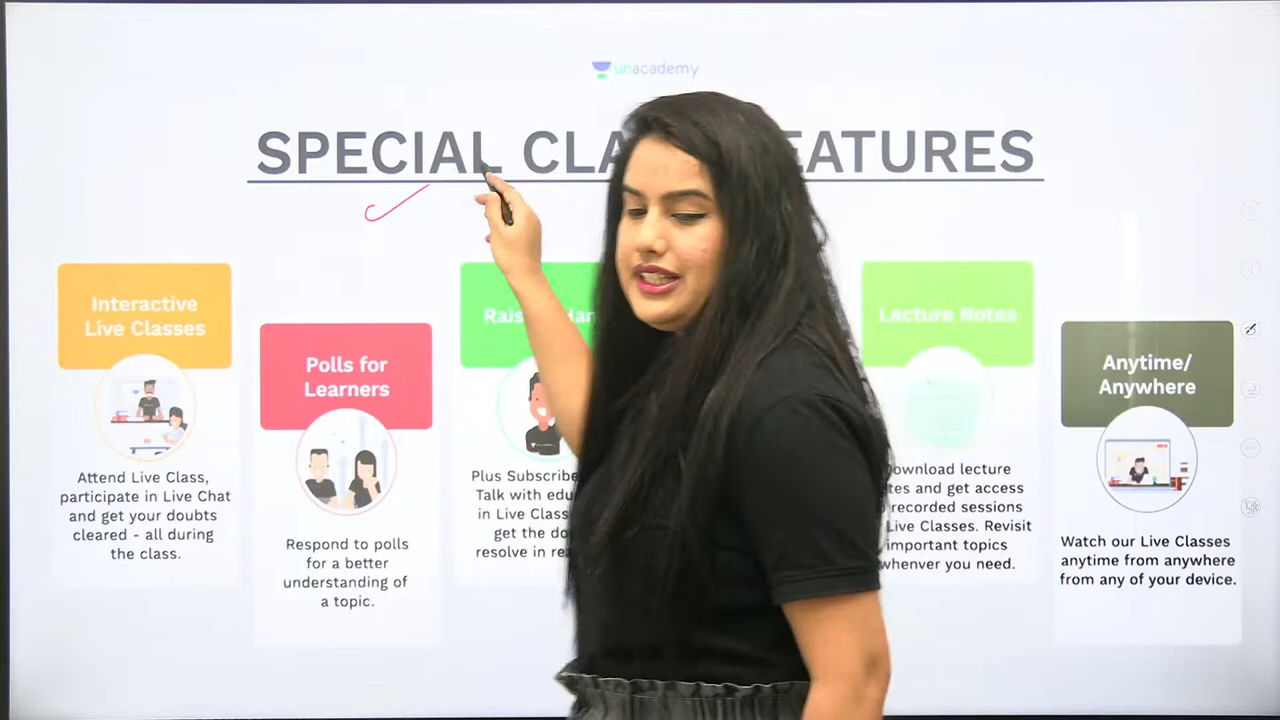 unacademy
SPECIAL CLA EATURES
Interactive
Live Classes
Attend Live Class,
participate in Live Chat
and get your doubts
cleared - all during
the class.
Polls for
Learners
Respond to polls
for a better
understanding of
a topic.
Rais Han
Plus Subscribe
Talk with edu
in Live Class
get the do
resolve in rea
Lecture Notes
ownload lecture
tes and get access
recorded sessions
Live Classes. Revisit
important topics
whenver you need.
Anytime/
Anywhere
Watch our Live Classes
anytime from anywhere
from any of your device.